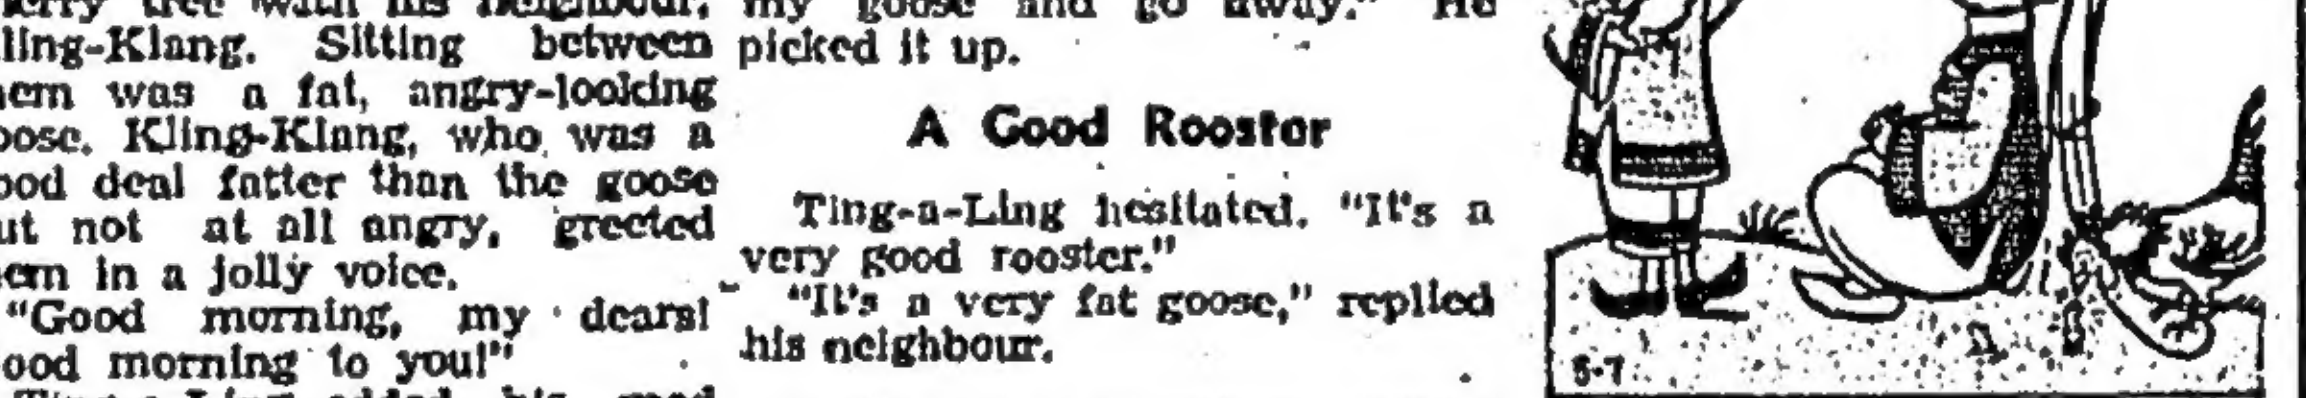 tree with his neighbour,
ling-Klang. Sitting between
em was a fat, angry-looking
oose. Kling-Klang, who was a
ood deal fatter than the goose
ut not at all angry, greeted
em in a jolly voice.
"Good morning, my dears!
ood morning to you!"
my goose and go away." He
picked it up.
A Good Rooster
Ting-a-Ling hesitated. "It's a
very good rooster."
"It's a very fat goose," replied
his neighbour.
5-7